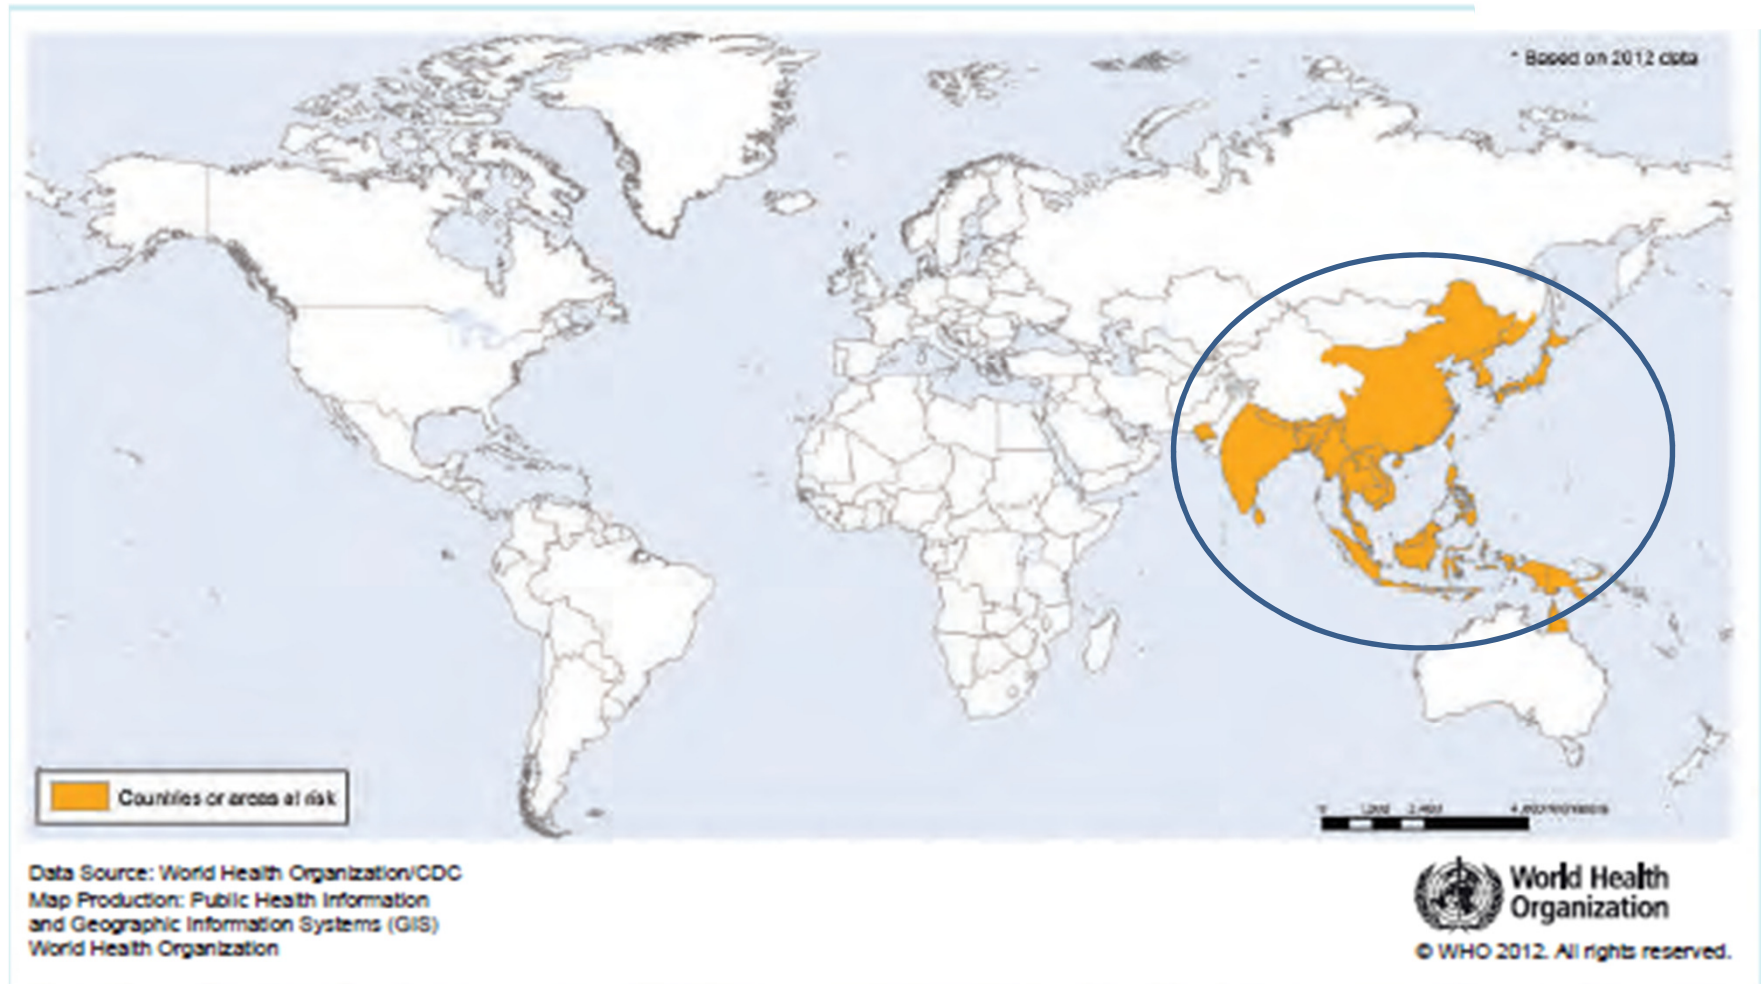 * Based on 2012 data
Countries or areas at risk
0
Data Source: World Health Organization/CDC
Map Production: Public Health Information
and Geographic Information Systems (GIS)
World Health Organization
World Health
Organization
© WHO 2012. All rights reserved.